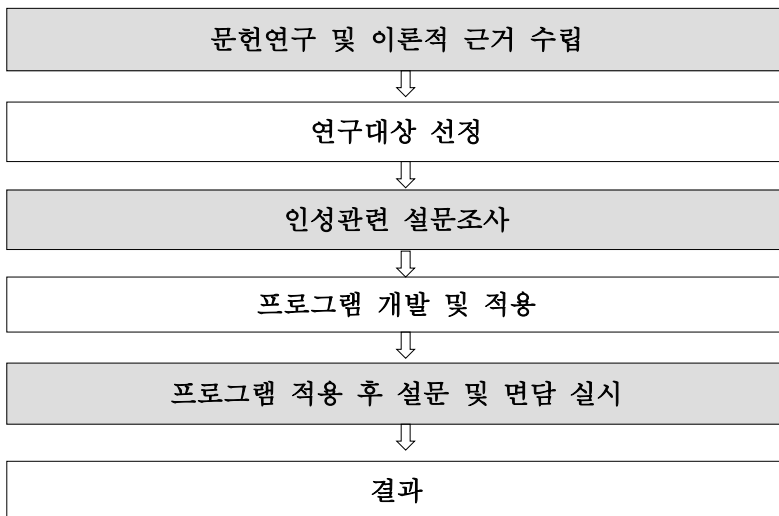 문헌연구 및 이론적 근거 수립
연구대상 선정
인성관련 설문조사
프로그램 개발 및 적용
프로그램 적용 후 설문 및 면담 실시
결과